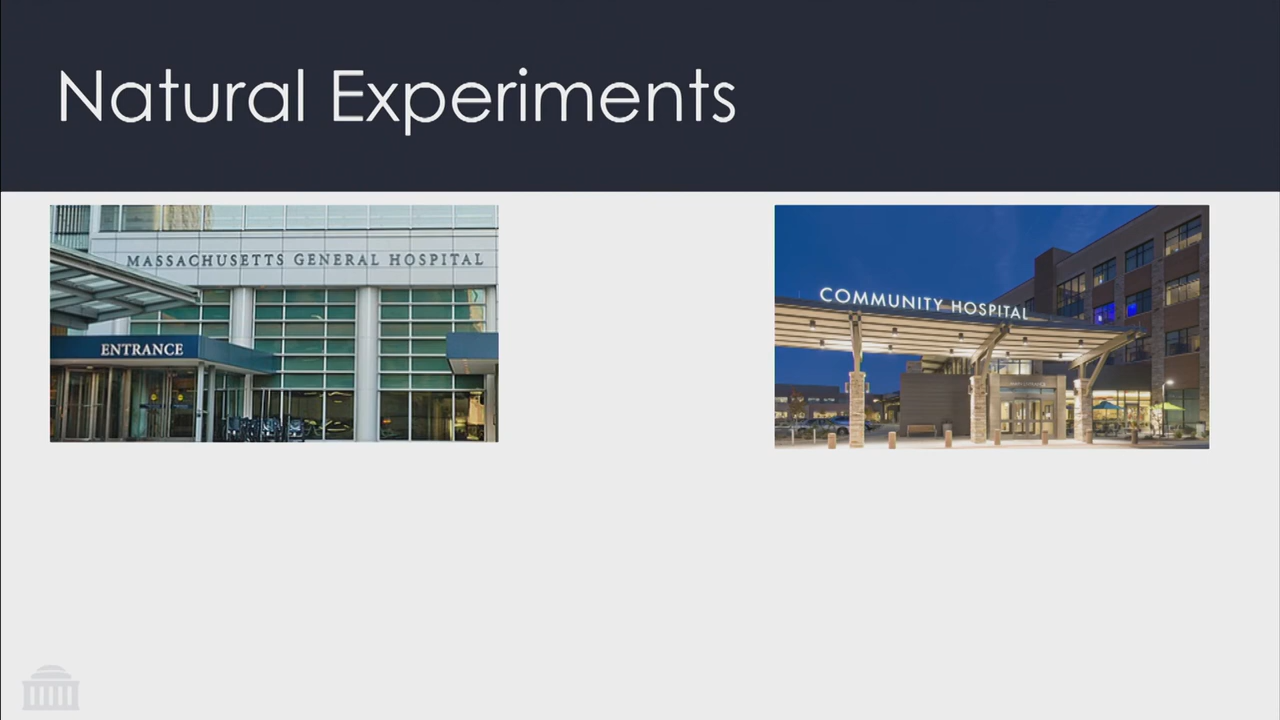 Natural Experiments
MASSACHUSETTS GENERAL HOSPITAL
ENTRANCE
COMMUNITY HOSPITAL